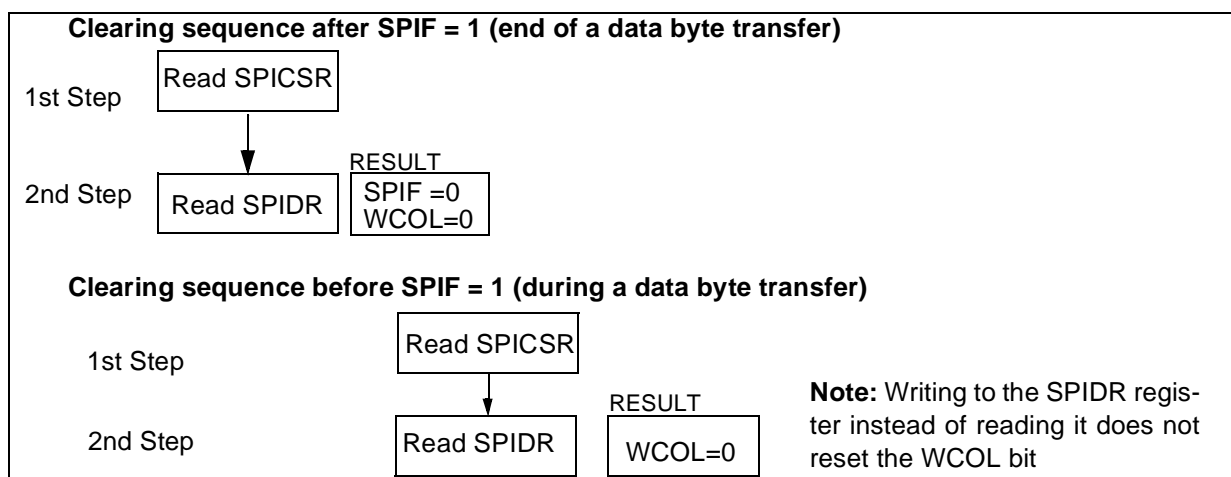 Clearing sequence after SPIF = 1 (end of a data byte transfer)
Read SPICSR
1st Step
RESULT
2nd Step
Read SPIDR
SPIF =0
WCOL=0
Clearing sequence before SPIF = 1 (during a data byte transfer)
1st Step
Read SPICSR
RESULT
2nd Step
Read SPIDR
WCOL=0
Note: Writing to the SPIDR regis-
ter instead of reading it does not
reset the WCOL bit